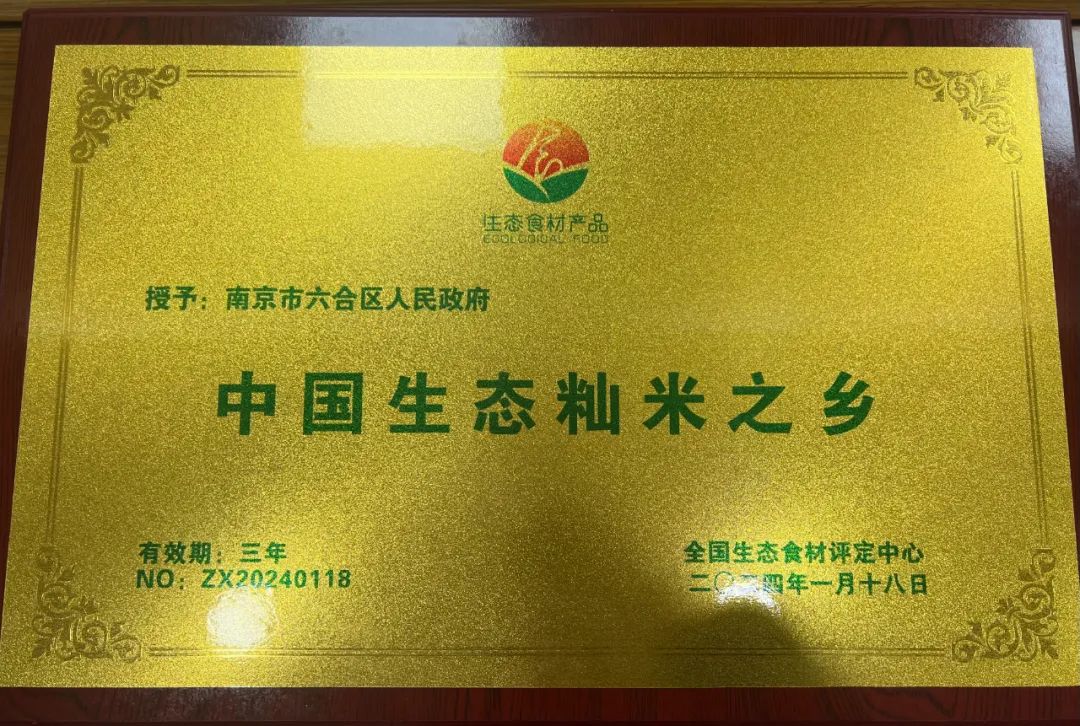 生态食材产品
ECOLOGICAL FOOD
授予：南京市六合区人民政府
中国生态籼米之乡
有效期：三年
NO：ZX20240118
全国生态食材评定中心
二〇二四年一月十八日